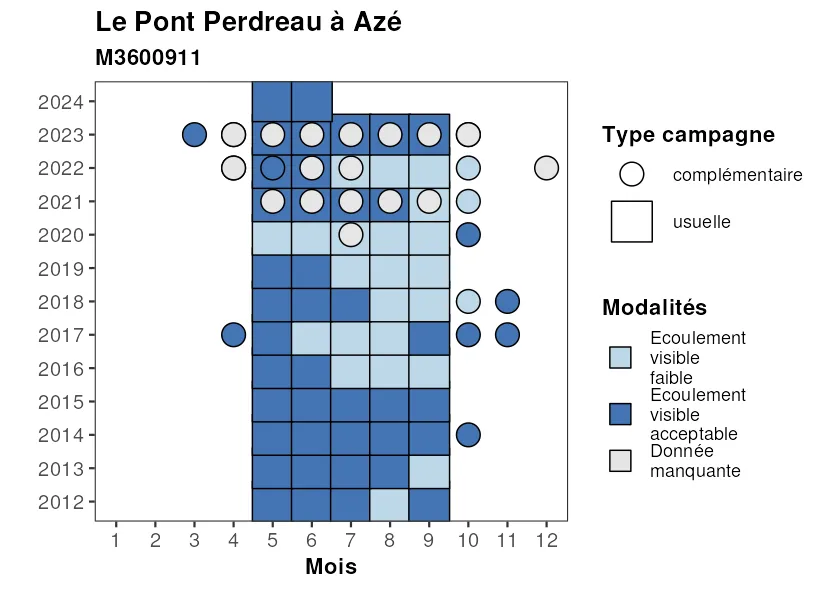 Le Pont Perdreau à Azé
M3600911
2024
2023
2022
2021
2020
2019
2018
2017
2016
2015
2014
2013
2012
1 2 3 4 5 6 7 8 9 10 11 12
Mois
Type campagne
complémentaire
usuelle
Modalités
Ecoulement
visible
faible
Ecoulement
visible
acceptable
Donnée
manquante